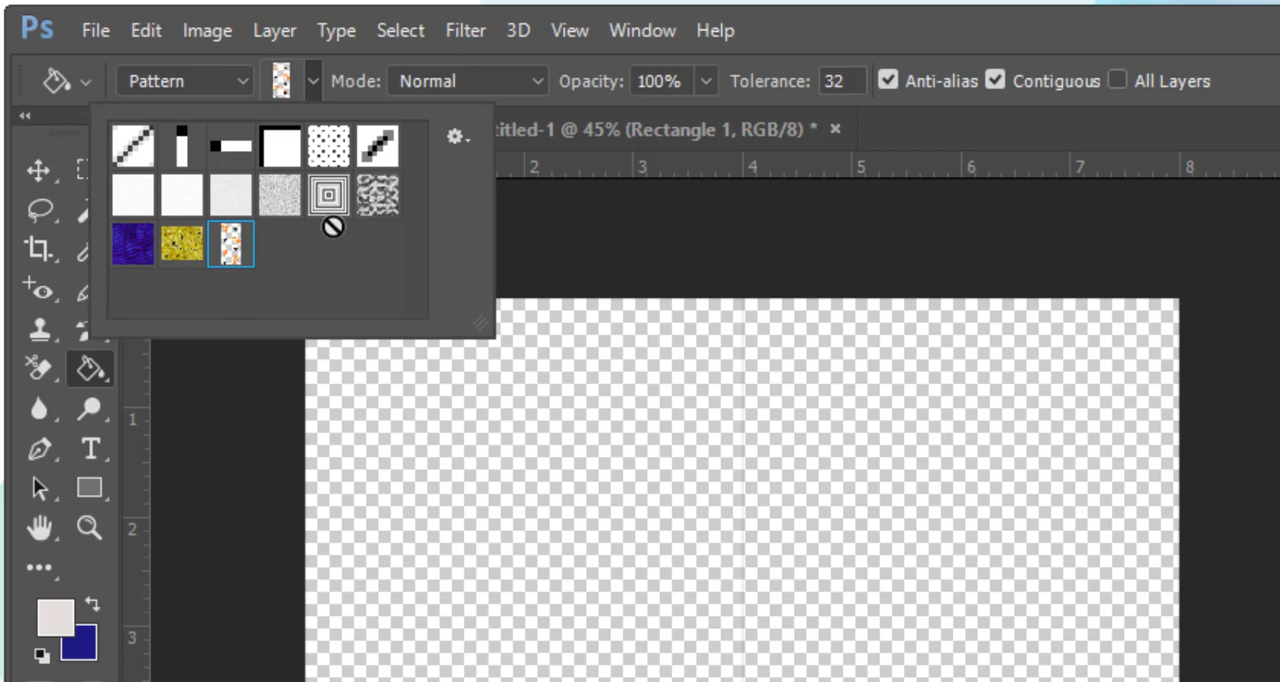 Ps File Edit Image Layer Type Select Filter 3D View Window Help
Pattern Mode: Normal Opacity: 100% Tolerance: 32 Anti-alias Contiguous All Layers
titled-1 @ 45% (Rectangle 1, RGB/8) *
2 3 4 5 6 7 8
1
T
2
3